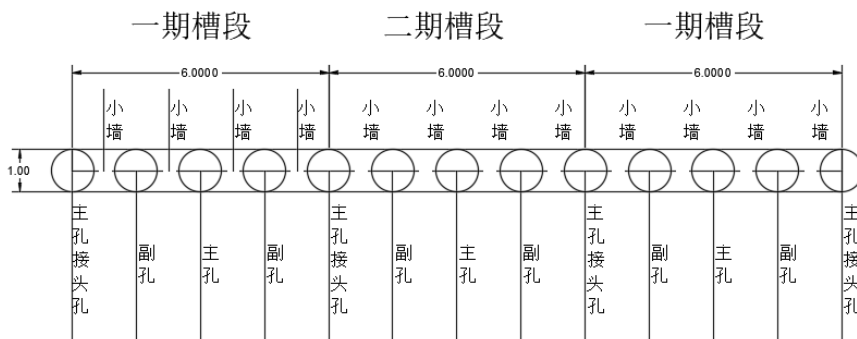 一期槽段 二期槽段 一期槽段
6.0000 6.0000 6.0000
小墙 小墙 小墙 小墙 小墙 小墙 小墙 小墙 小墙 小墙 小墙 小墙
1.00
主孔接头孔 副孔 主孔 副孔 主孔接头孔 副孔 主孔 副孔 主孔接头孔 副孔 主孔 副孔 主孔接头孔